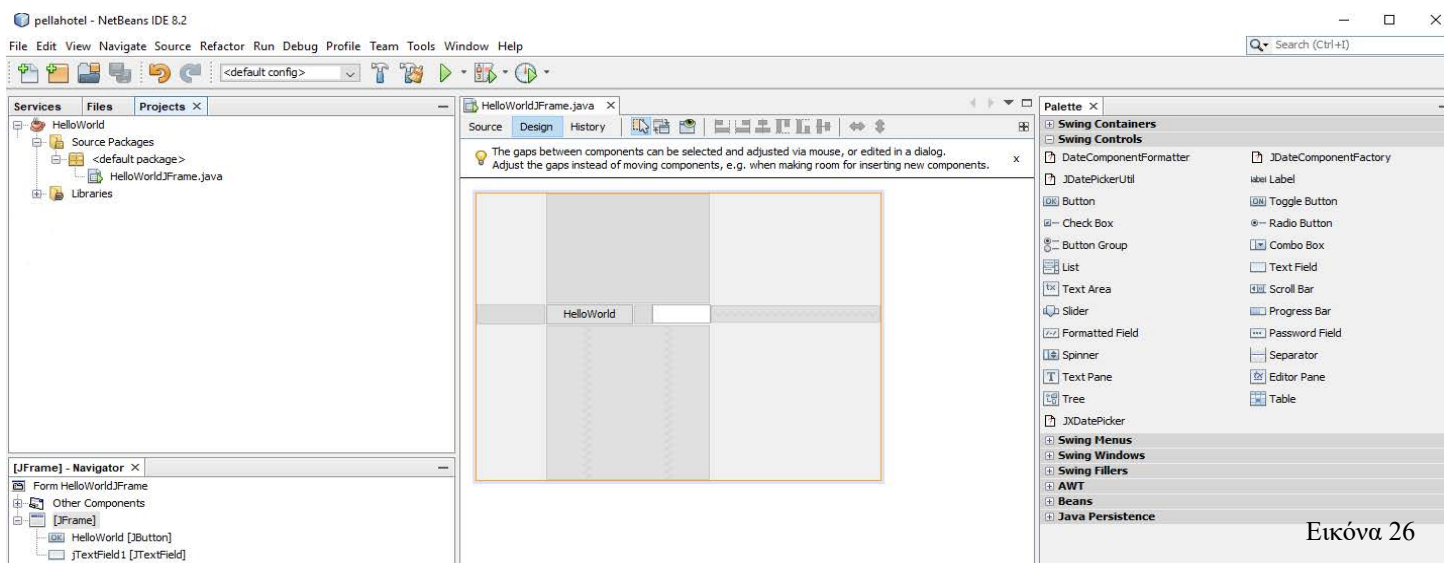 pellahotel - NetBeans IDE 8.2
File Edit View Navigate Source Refactor Run Debug Profile Team Tools Window Help
Search (Ctrl+I)
<default config>
Services Files Projects
HelloWorld
Source Packages
<default package>
HelloWorldJFrame.java
Libraries
[JFrame] - Navigator
Form HelloWorldJFrame
Other Components
[JFrame]
HelloWorld [JButton]
jTextField1 [JTextField]
HelloWorldJFrame.java
Source Design History
The gaps between components can be selected and adjusted via mouse, or edited in a dialog.
Adjust the gaps instead of moving components, e.g. when making room for inserting new components.
x
HelloWorld
Palette
Swing Containers
Swing Controls
DateComponentFormatter JDateComponentFactory
JDatePickerUtil label Label
OK Button ON Toggle Button
Check Box Radio Button
Button Group Combo Box
List Text Field
tx Text Area Scroll Bar
Slider Progress Bar
Formatted Field Password Field
Spinner Separator
T Text Pane Editor Pane
Tree Table
JXDatePicker
Swing Menus
Swing Windows
Swing Fillers
AWT
Beans
Java Persistence
Εικόνα 26